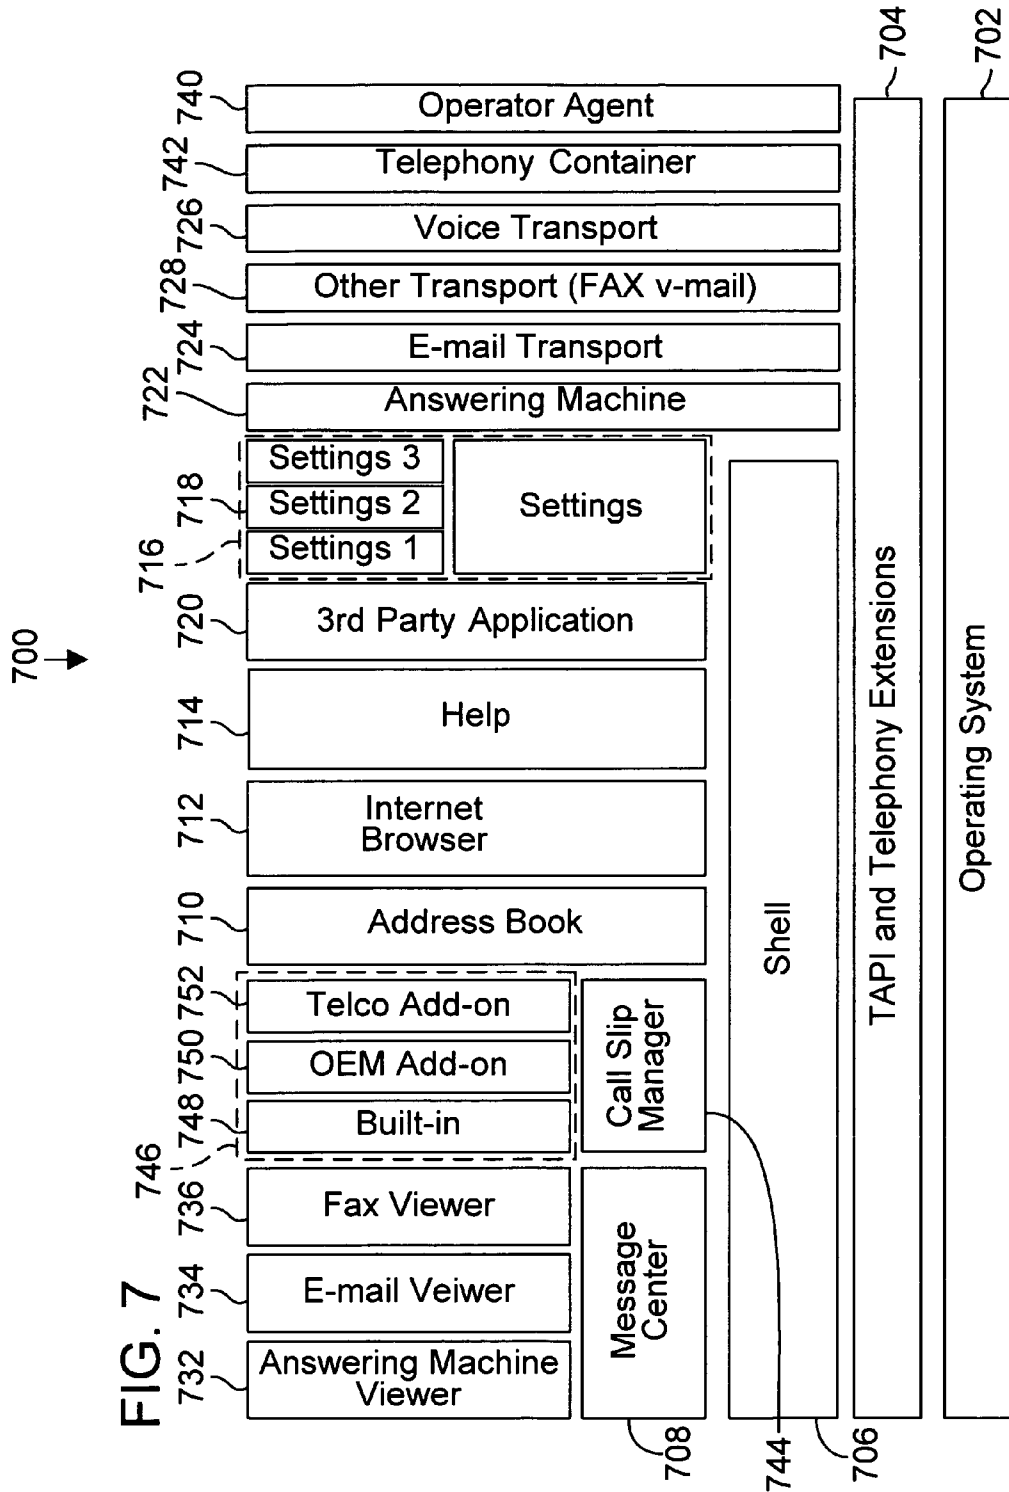 FIG. 7
700
732
734
736
746
748
750
752
710
712
714
720
716
718
722
724
728
726
742
740
Answering Machine
Viewer
E-mail Veiwer
Fax Viewer
Built-in
OEM Add-on
Telco Add-on
Address Book
Internet
Browser
Help
3rd Party Application
Settings 1
Settings 2
Settings 3
Settings
Answering Machine
E-mail Transport
Other Transport (FAX v-mail)
Voice Transport
Telephony Container
Operator Agent
Message
Center
Call Slip
Manager
708
Shell
744
706
TAPI and Telephony Extensions
704
Operating System
702